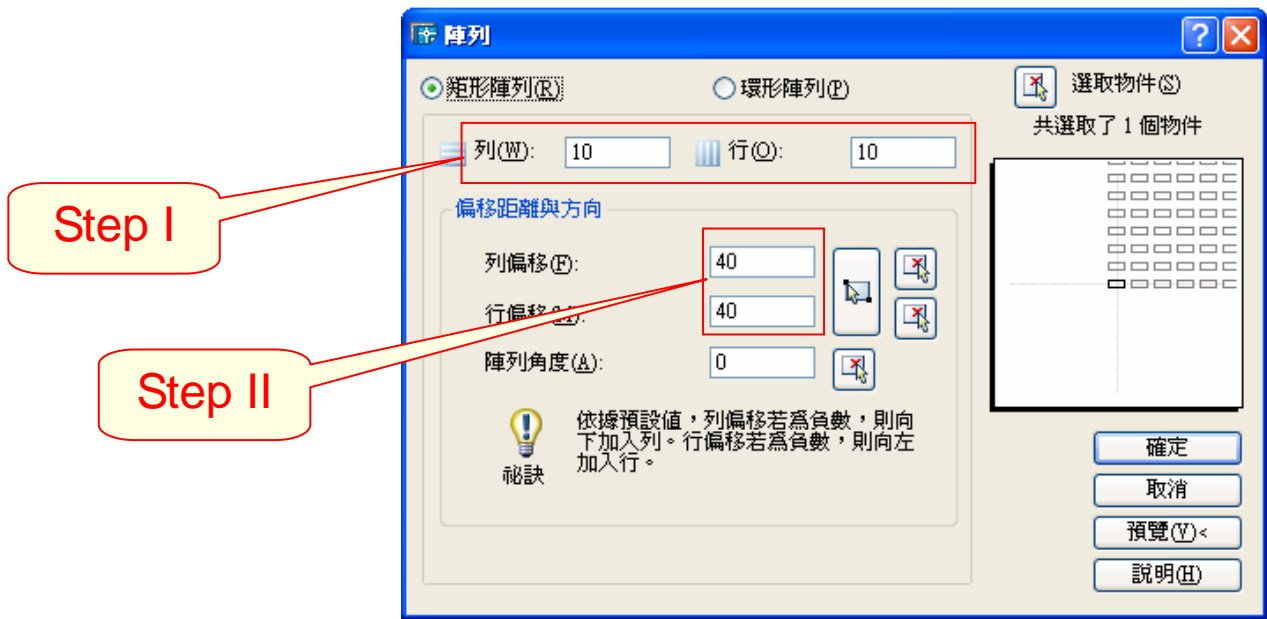 陣列
矩形陣列(R)
環形陣列(P)
選取物件(S)
共選取了 1 個物件
列(W): 10
行(O): 10
Step I
偏移距離與方向
列偏移(F): 40
行偏移(M): 40
陣列角度(A): 0
Step II
依據預設值，列偏移若爲負數，則向
下加入列。行偏移若爲負數，則向左
加入行。
祕訣
確定
取消
預覽(V)<
說明(H)